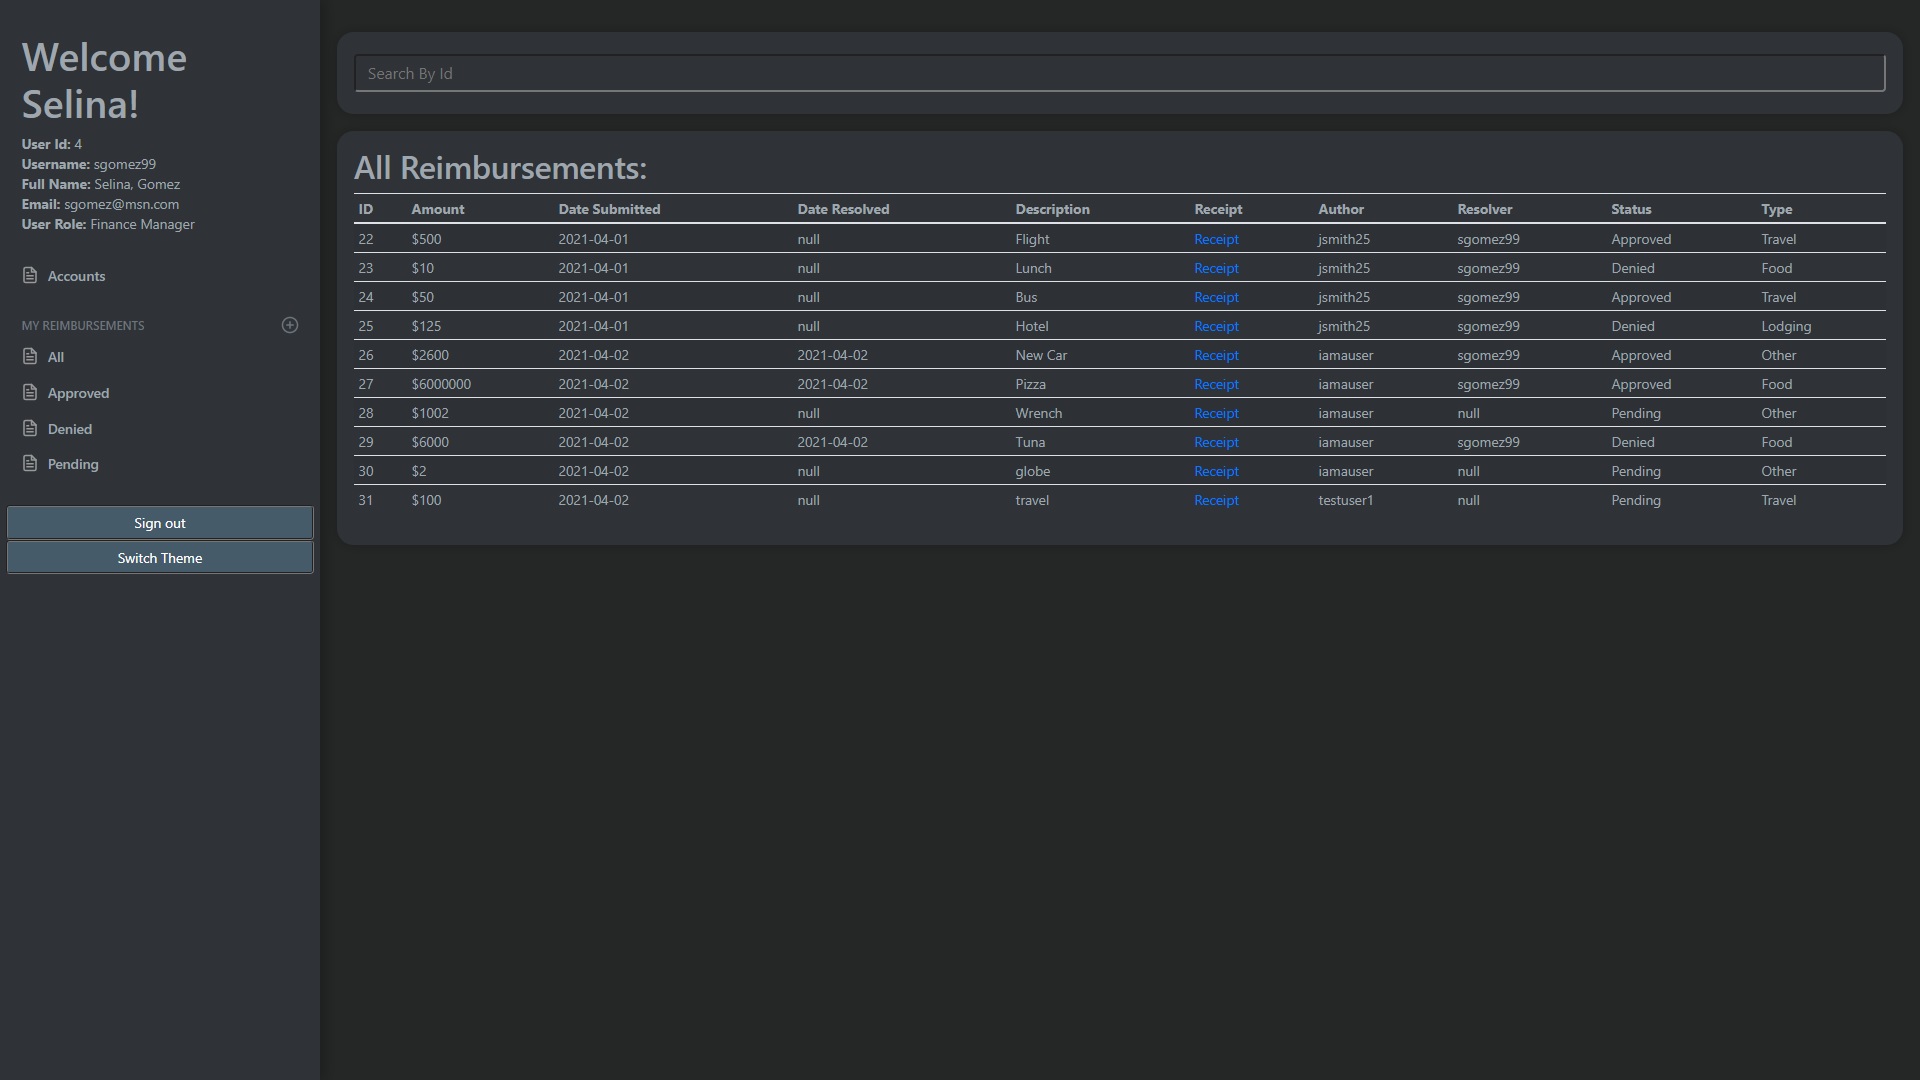 Welcome
Selina!
User Id: 4
Username: sgomez99
Full Name: Selina, Gomez
Email: sgomez@msn.com
User Role: Finance Manager
Accounts
MY REIMBURSEMENTS
All
Approved
Denied
Pending
Sign out
Switch Theme
Search By Id
All Reimbursements:
ID Amount Date Submitted Date Resolved Description Receipt Author Resolver Status Type
22 $500 2021-04-01 null Flight Receipt jsmith25 sgomez99 Approved Travel
23 $10 2021-04-01 null Lunch Receipt jsmith25 sgomez99 Denied Food
24 $50 2021-04-01 null Bus Receipt jsmith25 sgomez99 Approved Travel
25 $125 2021-04-01 null Hotel Receipt jsmith25 sgomez99 Denied Lodging
26 $2600 2021-04-02 2021-04-02 New Car Receipt iamauser sgomez99 Approved Other
27 $6000000 2021-04-02 2021-04-02 Pizza Receipt iamauser sgomez99 Approved Food
28 $1002 2021-04-02 null Wrench Receipt iamauser null Pending Other
29 $6000 2021-04-02 2021-04-02 Tuna Receipt iamauser sgomez99 Denied Food
30 $2 2021-04-02 null globe Receipt iamauser null Pending Other
31 $100 2021-04-02 null travel Receipt testuser1 null Pending Travel